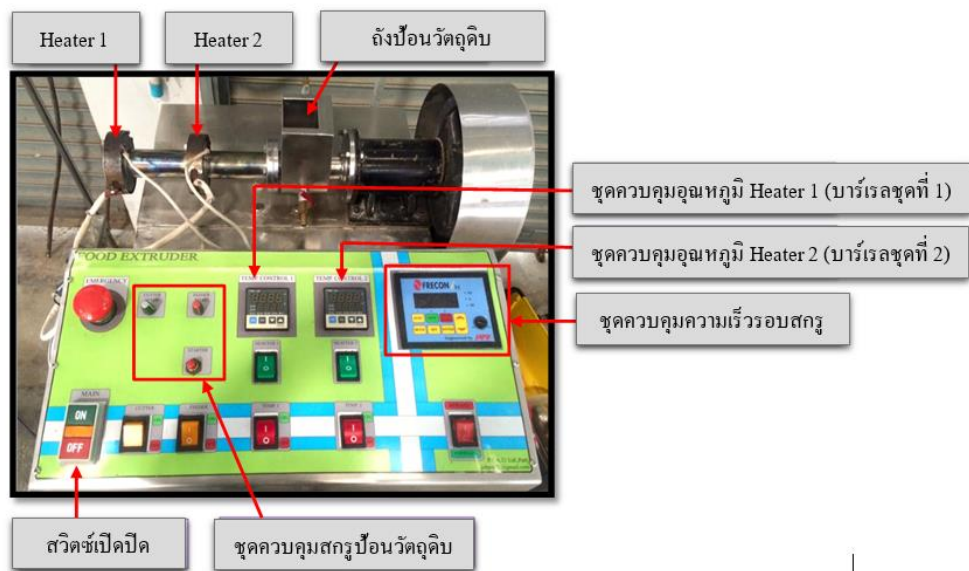 Heater 1
Heater 2
ถังป้อนวัตถุดิบ
ชุดควบคุมอุณหภูมิ Heater 1 (บาร์เรลชุดที่ 1)
ชุดควบคุมอุณหภูมิ Heater 2 (บาร์เรลชุดที่ 2)
ชุดควบคุมความเร็วรอบสกรู
FOOD EXTRUDER
EMERGENCY
TEMP CONTROL 1
TEMP CONTROL 2
FRECON
MAIN
ON
OFF
CUTTER
FEEDER
สวิตซ์เปิดปิด
ชุดควบคุมสกรูป้อนวัตถุดิบ